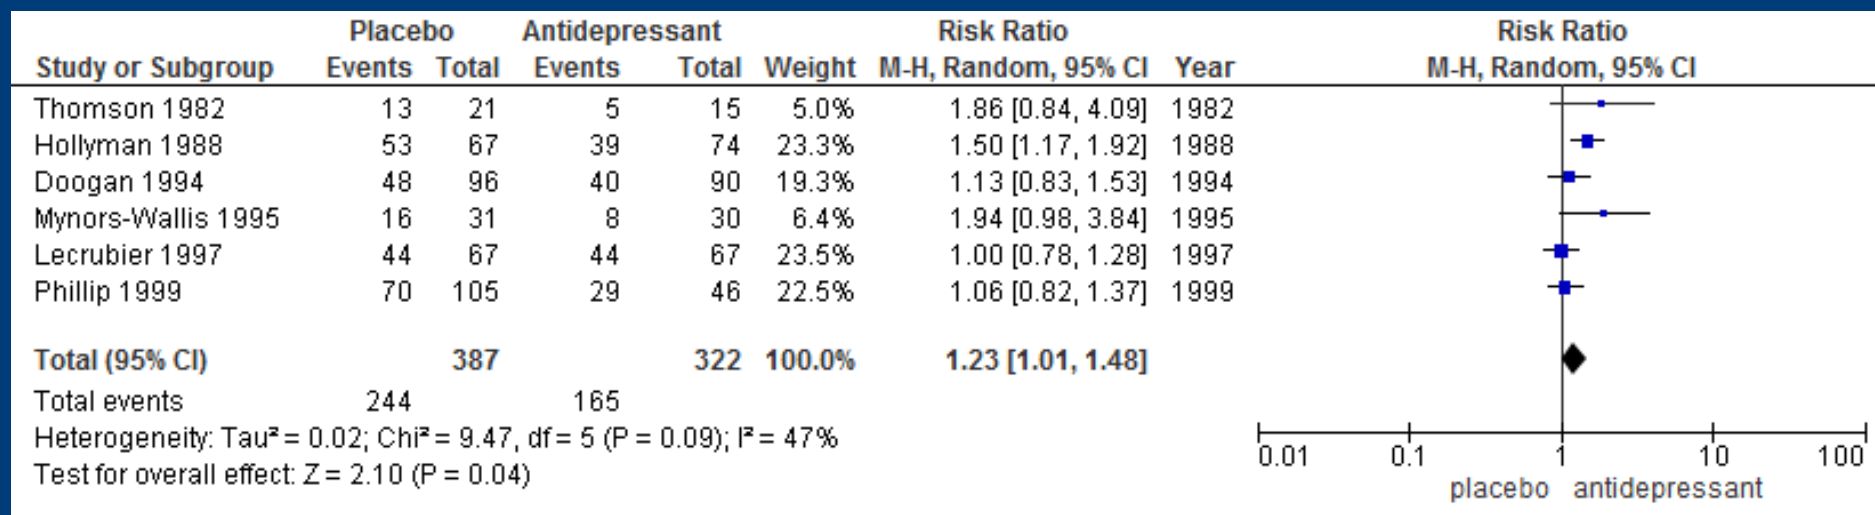 Placebo Antidepressant Risk Ratio Risk Ratio
Study or Subgroup Events Total Events Total Weight M-H, Random, 95% CI Year M-H, Random, 95% CI
Thomson 1982 13 21 5 15 5.0% 1.86 [0.84, 4.09] 1982
Hollyman 1988 53 67 39 74 23.3% 1.50 [1.17, 1.92] 1988
Doogan 1994 48 96 40 90 19.3% 1.13 [0.83, 1.53] 1994
Mynors-Wallis 1995 16 31 8 30 6.4% 1.94 [0.98, 3.84] 1995
Lecrubier 1997 44 67 44 67 23.5% 1.00 [0.78, 1.28] 1997
Phillip 1999 70 105 29 46 22.5% 1.06 [0.82, 1.37] 1999
Total (95% CI) 387 322 100.0% 1.23 [1.01, 1.48]
Total events 244 165
Heterogeneity: Tau² = 0.02; Chi² = 9.47, df = 5 (P = 0.09); I² = 47%
Test for overall effect: Z = 2.10 (P = 0.04)
0.01 0.1 1 10 100
placebo antidepressant